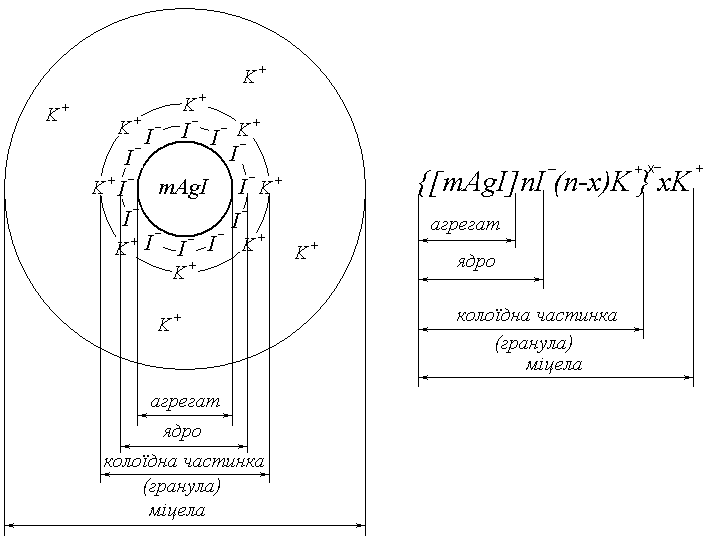 K⁺
K⁺
K⁺
K⁺ I⁻ I⁻ I⁻ K⁺
I⁻ I⁻
K⁺ I⁻ mAgI I⁻ K⁺
I⁻ I⁻
K⁺ I⁻ I⁻ I⁻ K⁺
K⁺
K⁺
K⁺
агрегат
ядро
колоїдна частинка
(гранула)
міцела
{[mAgI]nI⁻(n-x)K⁺}ˣ⁻xK⁺
агрегат
ядро
колоїдна частинка
(гранула)
міцела